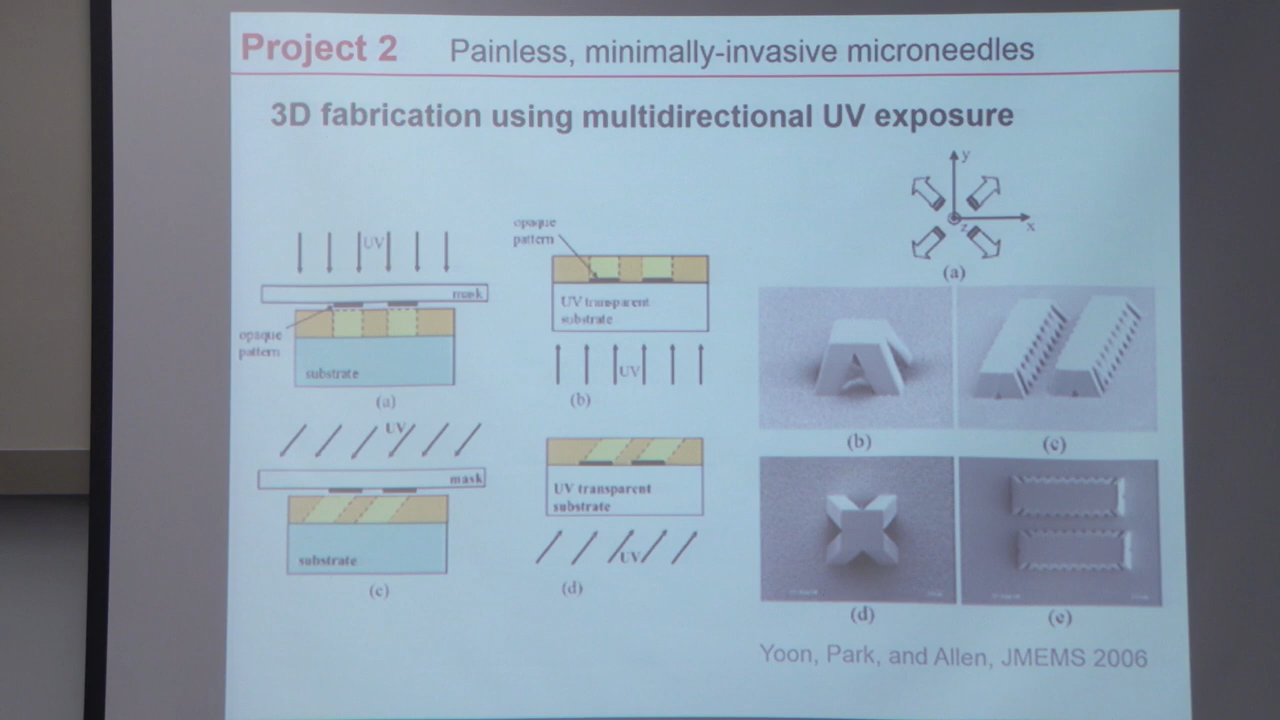 Project 2 Painless, minimally-invasive microneedles
3D fabrication using multidirectional UV exposure
UV
mask
opaque
pattern
substrate
(a)
opaque
pattern
UV transparent
substrate
UV
(b)
UV
mask
substrate
(c)
UV transparent
substrate
UV
(d)
y
z
x
(a)
(b)
(c)
(d)
(e)
Yoon, Park, and Allen, JMEMS 2006